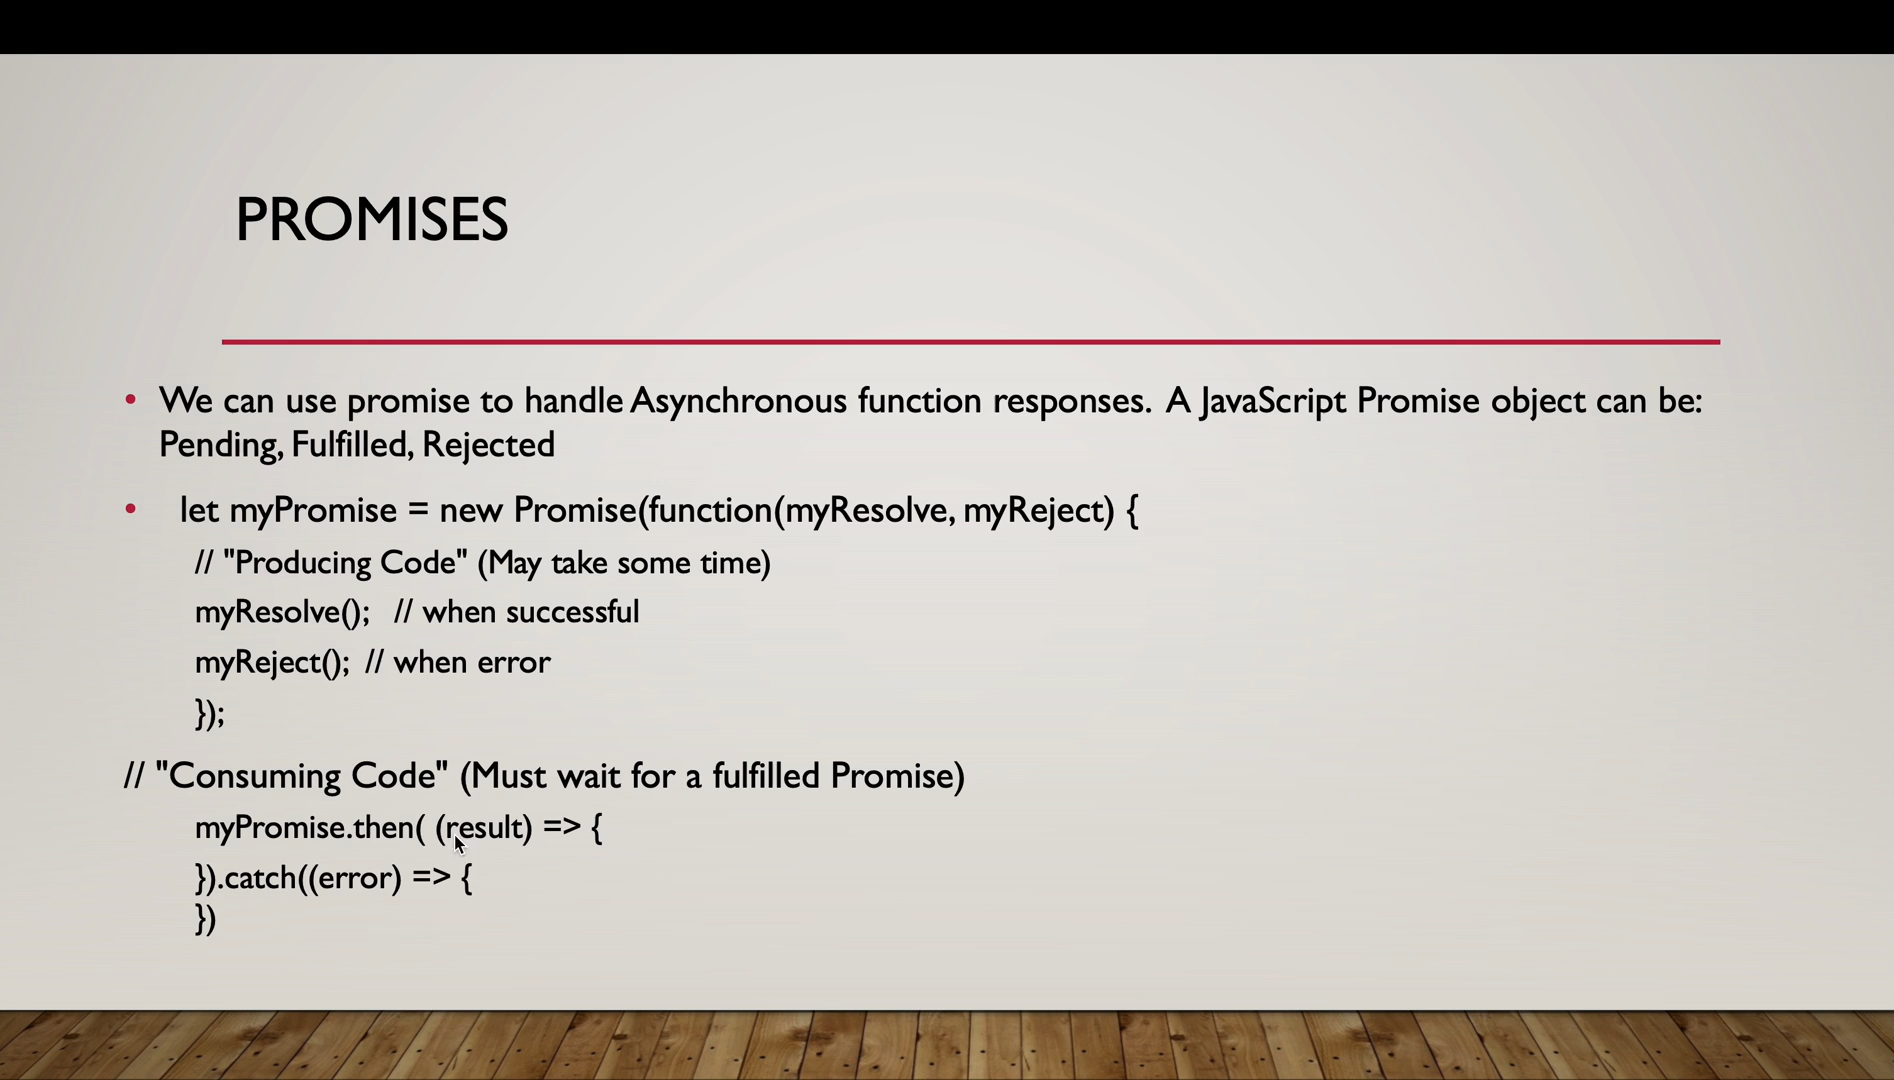 PROMISES
• We can use promise to handle Asynchronous function responses. A JavaScript Promise object can be:
Pending, Fulfilled, Rejected
• let myPromise = new Promise(function(myResolve, myReject) {
// "Producing Code" (May take some time)
myResolve(); // when successful
myReject(); // when error
});
// "Consuming Code" (Must wait for a fulfilled Promise)
myPromise.then( (result) => {
}).catch((error) => {
})